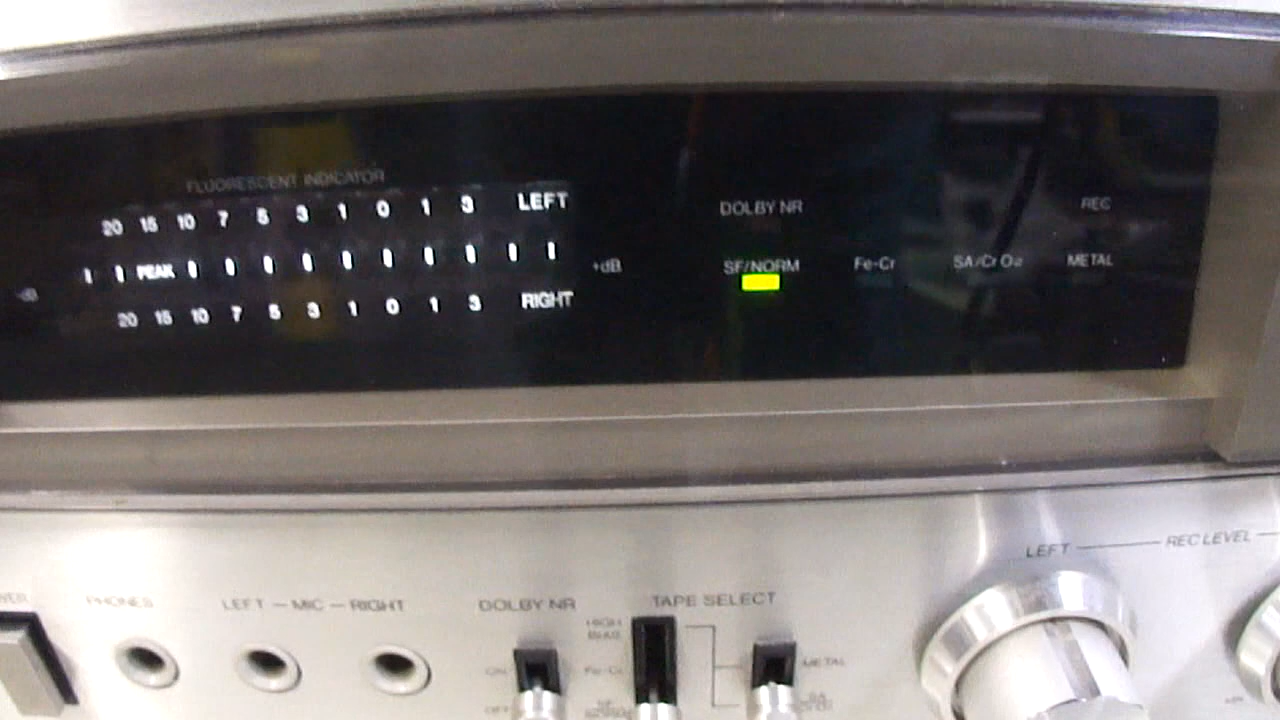 FLUORESCENT INDICATOR
20 15 10 7 5 3 1 0 1 3 LEFT
PEAK
-dB
+dB
20 15 10 7 5 3 1 0 1 3 RIGHT
DOLBY NR
REC
SF/NORM
Fe-Cr
SA/Cr O2
METAL
LEFT
REC LEVEL
PHONES
LEFT — MIC — RIGHT
DOLBY NR
TAPE SELECT
HIGH
BIAS
ON
Fe-Cr
METAL
OFF